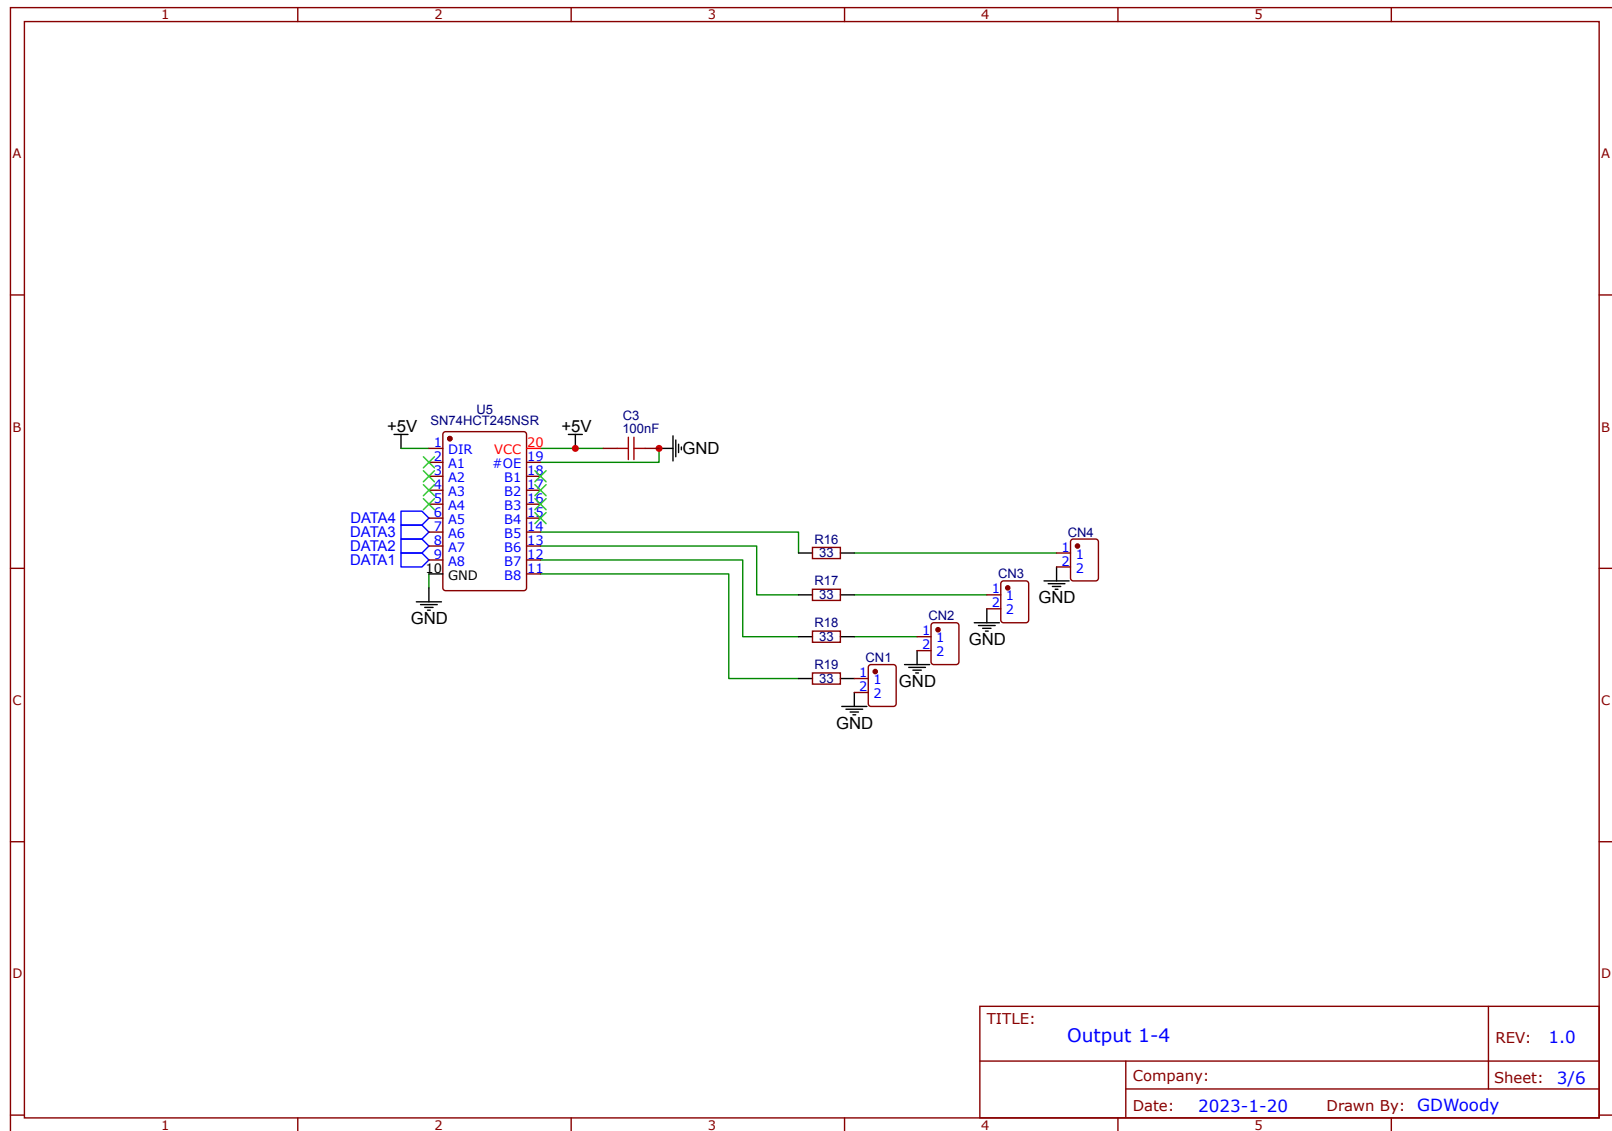 1 2 3 4 5
A A
B B
C C
D D
U5
SN74HCT245NSR
+5V
+5V
C3
100nF
GND
1 DIR VCC 20
2 A1 #OE 19
3 A2 B1 18
4 A3 B2 17
5 A4 B3 16
DATA4 6 A5 B4 15
DATA3 7 A6 B5 14
DATA2 8 A7 B6 13
DATA1 9 A8 B7 12
10 GND B8 11
GND
R16
33
CN4
1 1
2 2
GND
R17
33
CN3
1 1
2 2
GND
R18
33
CN2
1 1
2 2
GND
R19
33
CN1
1 1
2 2
GND
TITLE:
Output 1-4
REV: 1.0
Company:
Sheet: 3/6
Date: 2023-1-20 Drawn By: GDWoody
1 2 3 4 5